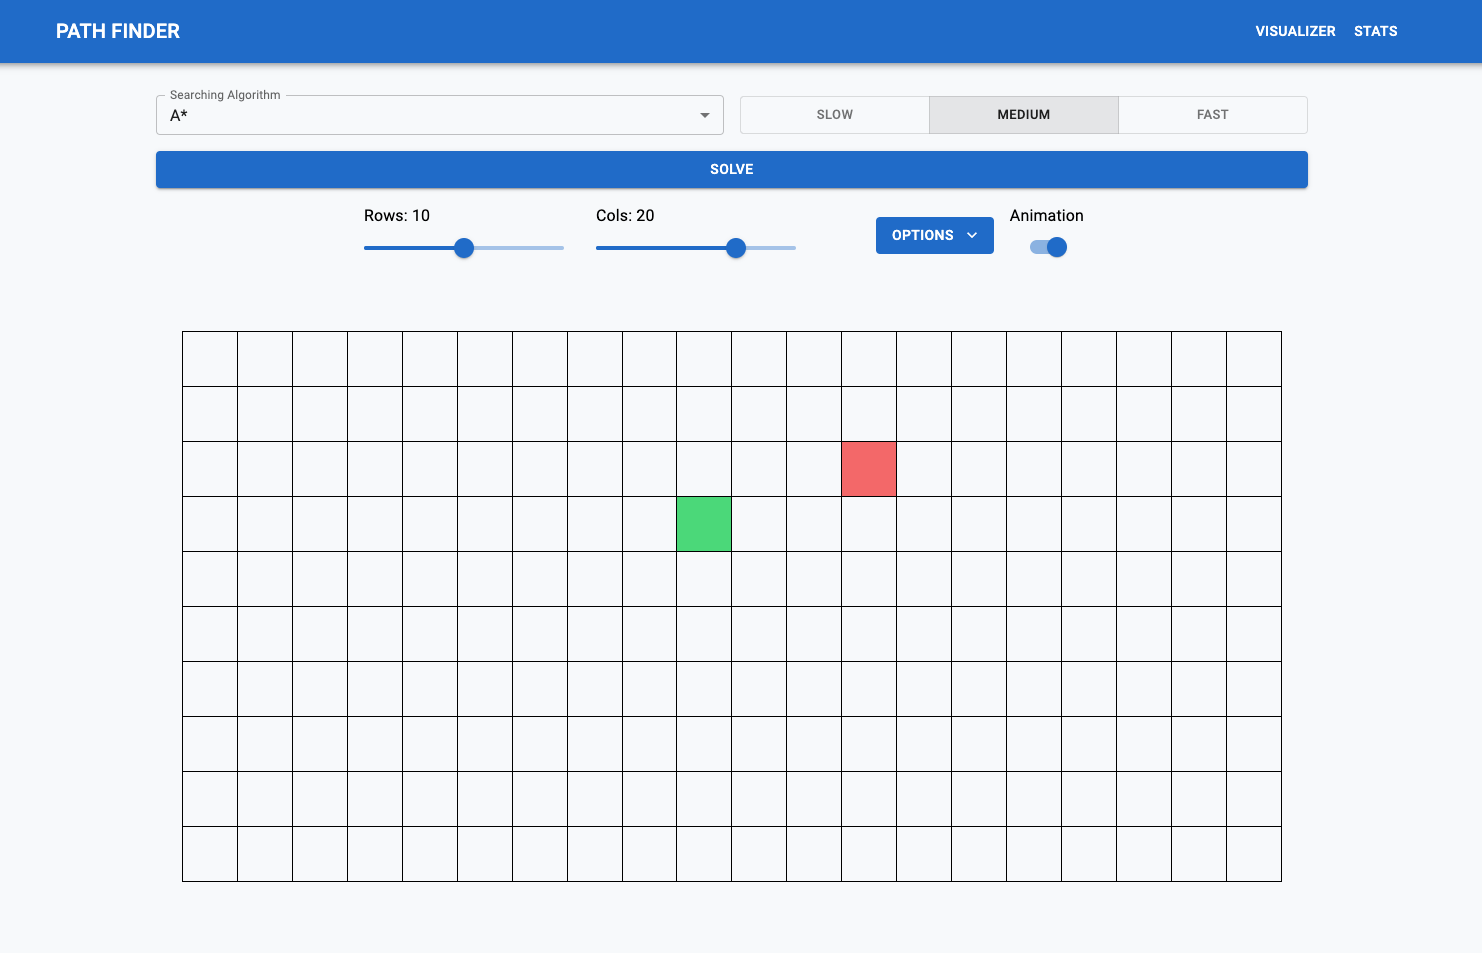 PATH FINDER
VISUALIZER STATS
Searching Algorithm
A*
SLOW MEDIUM FAST
SOLVE
Rows: 10 Cols: 20
OPTIONS
Animation